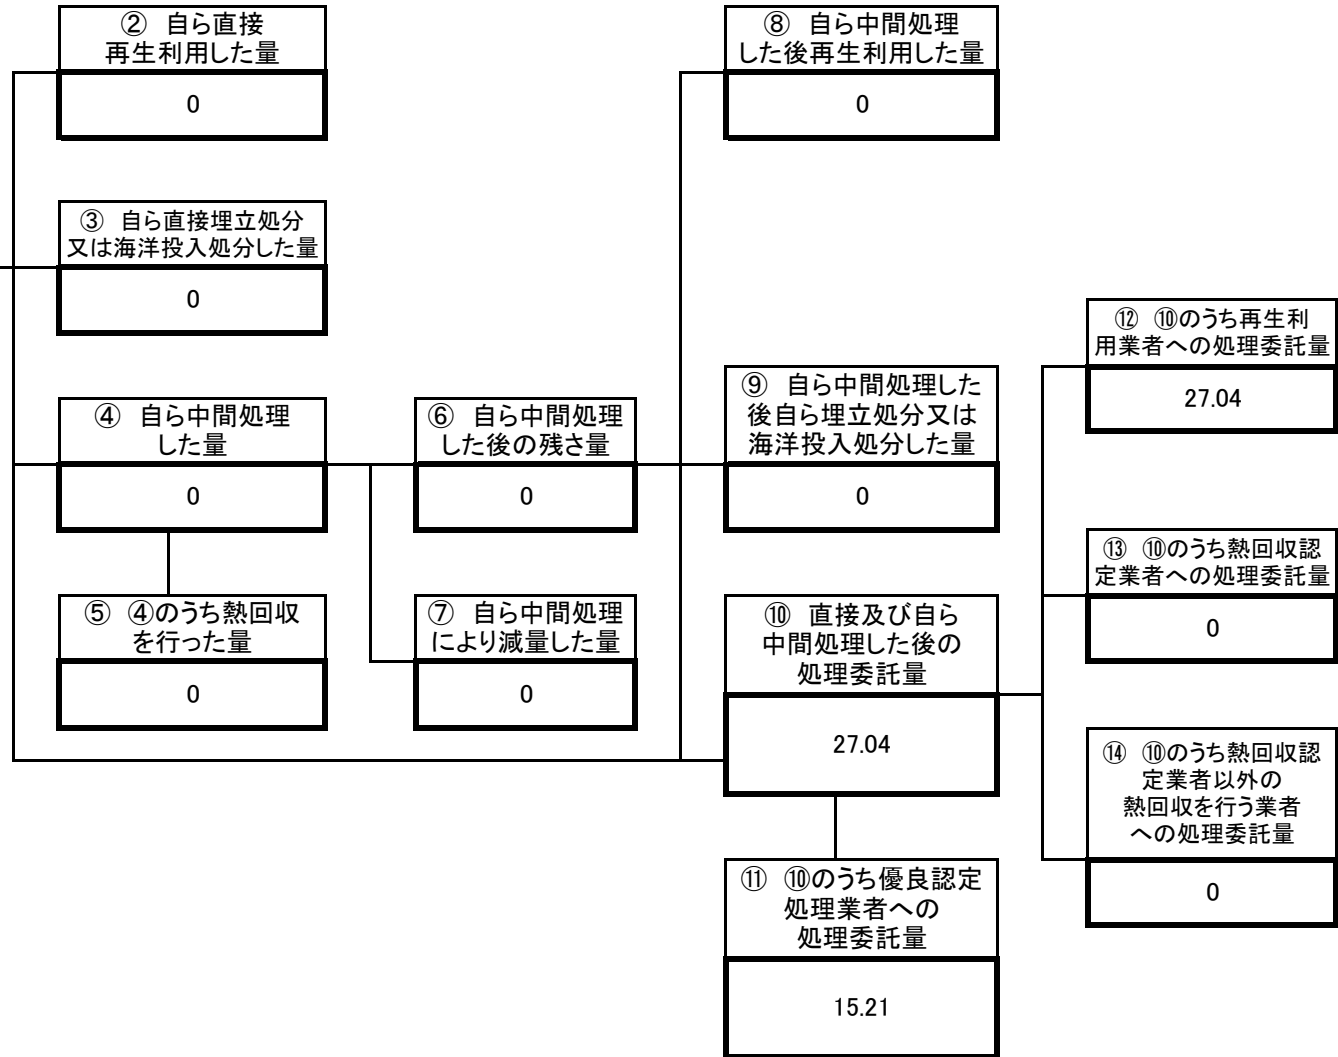 ② 自ら直接
再生利用した量
0
③ 自ら直接埋立処分
又は海洋投入処分した量
0
④ 自ら中間処理
した量
0
⑤ ④のうち熱回収
を行った量
0
⑥ 自ら中間処理
した後の残さ量
0
⑦ 自ら中間処理
により減量した量
0
⑧ 自ら中間処理
した後再生利用した量
0
⑨ 自ら中間処理した
後自ら埋立処分又は
海洋投入処分した量
0
⑩ 直接及び自ら
中間処理した後の
処理委託量
27.04
⑪ ⑩のうち優良認定
処理業者への
処理委託量
15.21
⑫ ⑩のうち再生利
用業者への処理委託量
27.04
⑬ ⑩のうち熱回収認
定業者への処理委託量
0
⑭ ⑩のうち熱回収認
定業者以外の
熱回収を行う業者
への処理委託量
0